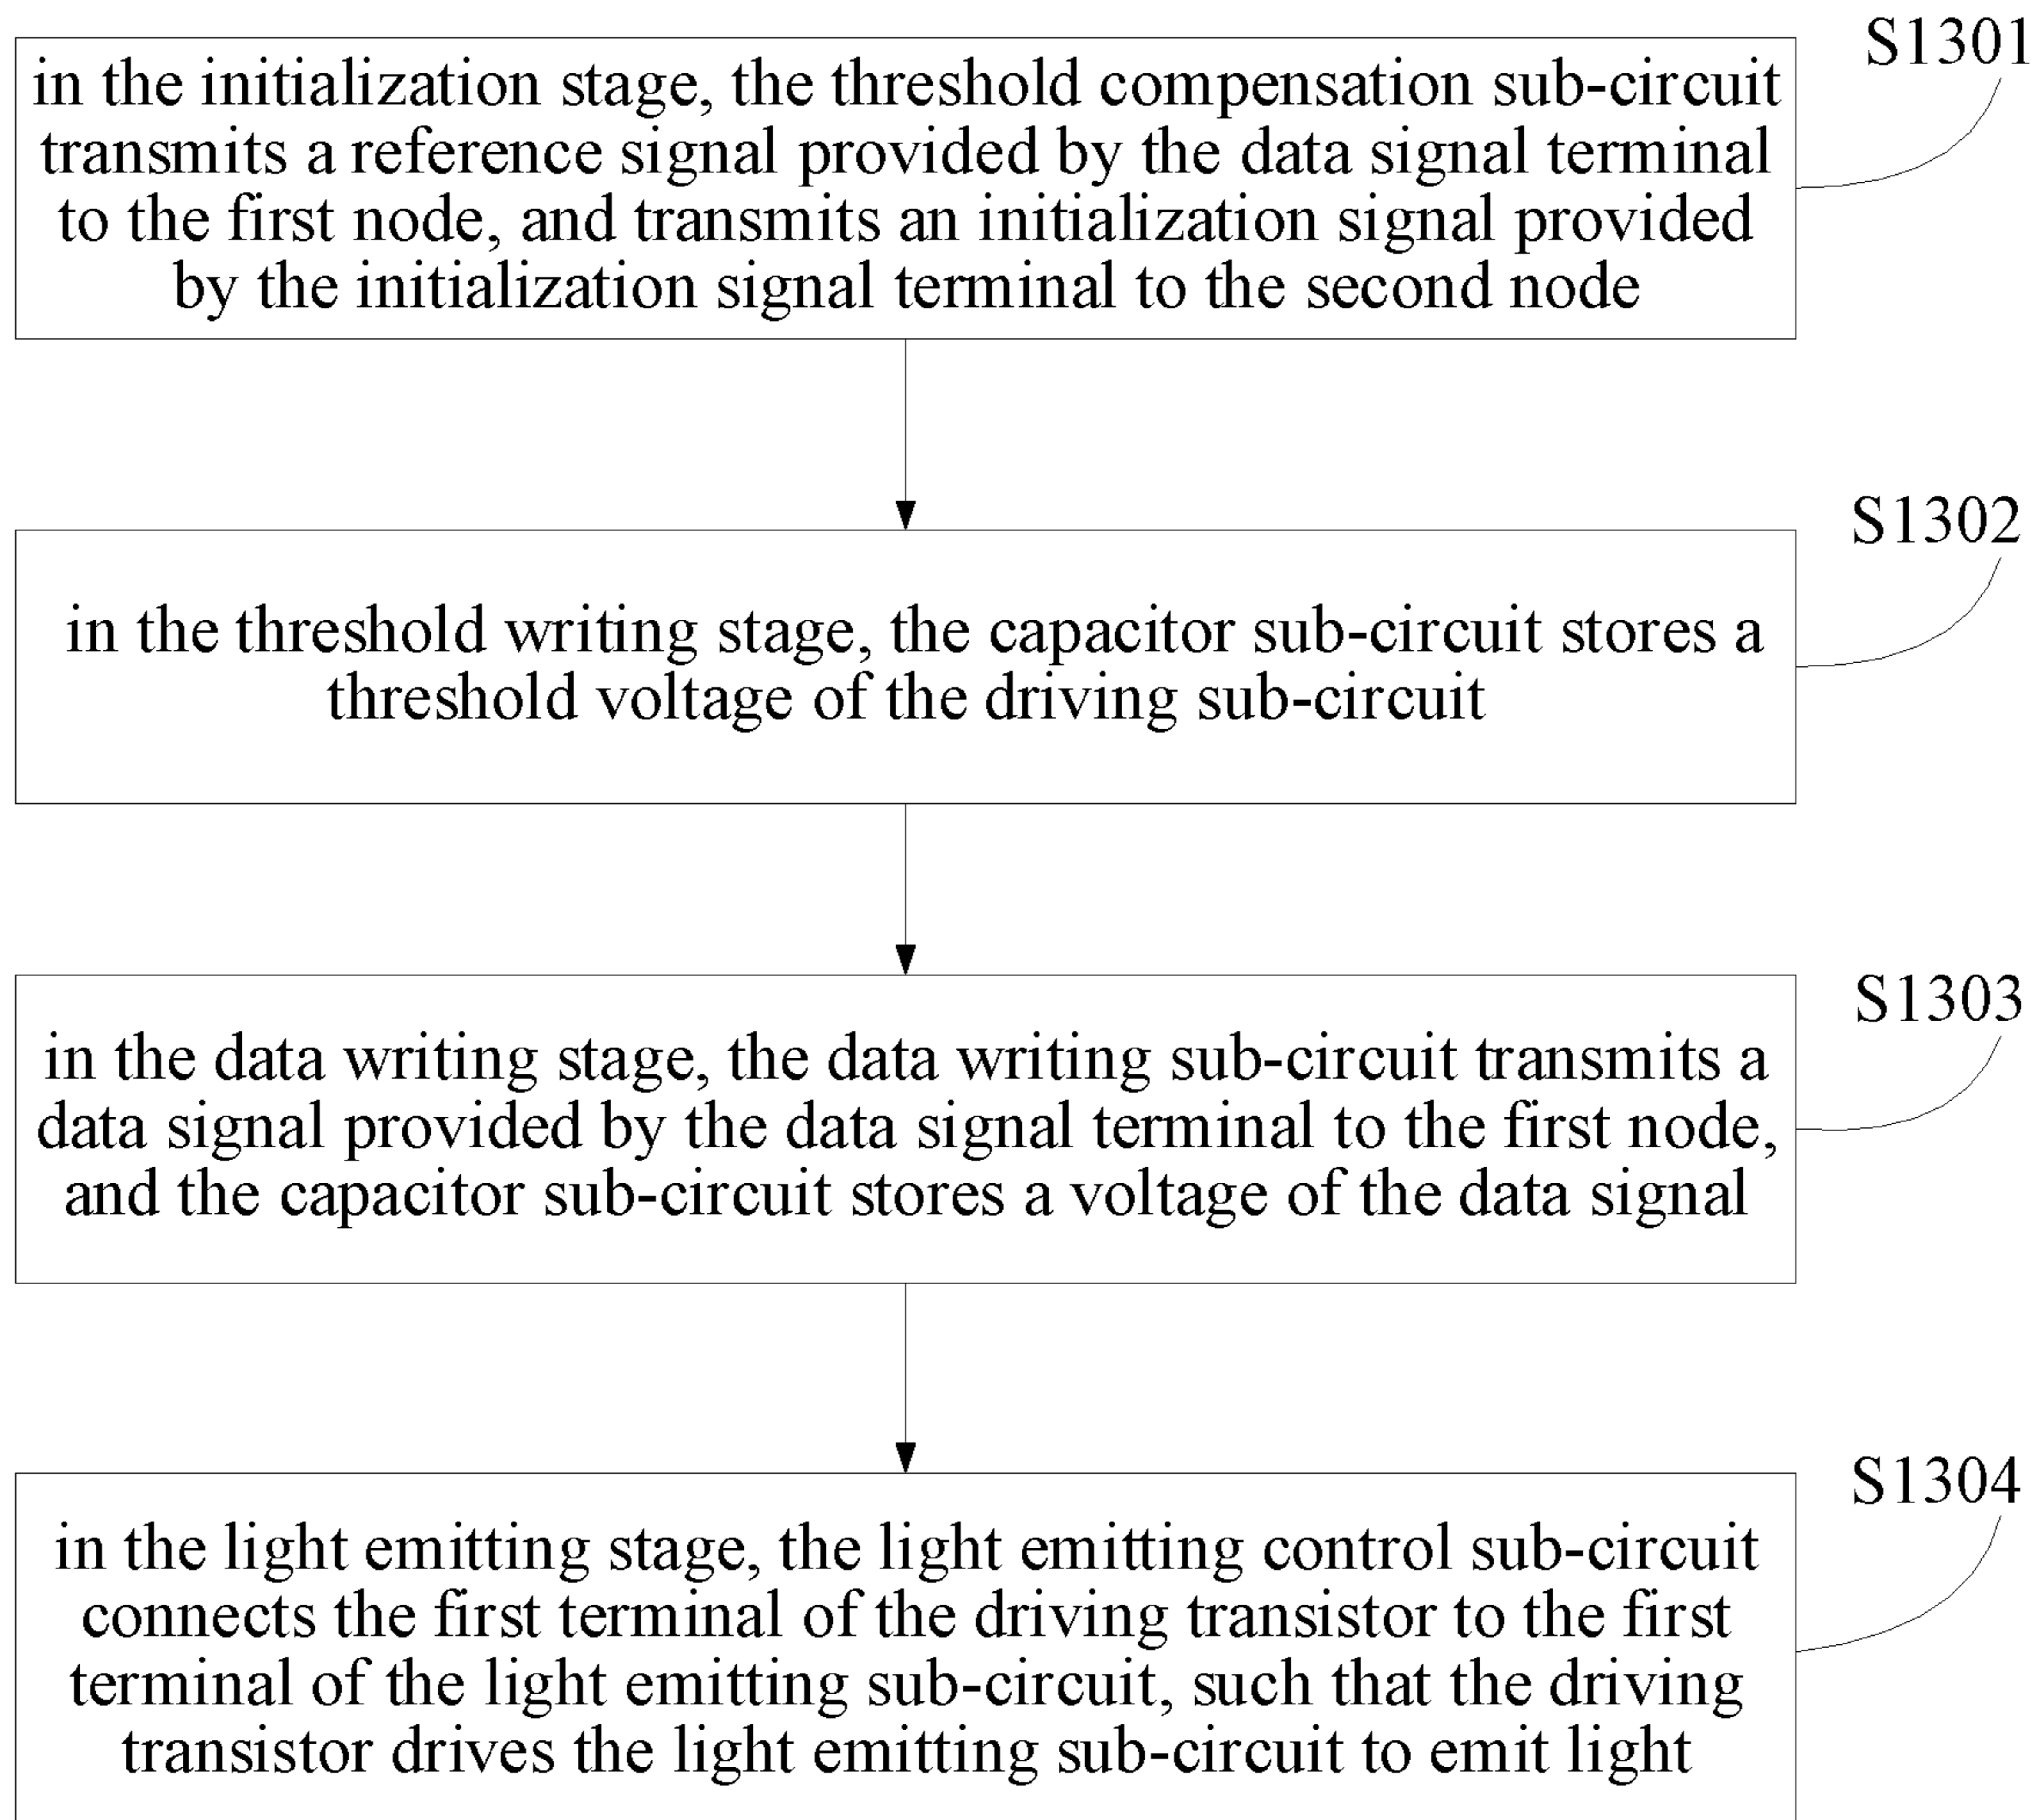 S1301
in the initialization stage, the threshold compensation sub-circuit
transmits a reference signal provided by the data signal terminal
to the first node, and transmits an initialization signal provided
by the initialization signal terminal to the second node
S1302
in the threshold writing stage, the capacitor sub-circuit stores a
threshold voltage of the driving sub-circuit
S1303
in the data writing stage, the data writing sub-circuit transmits a
data signal provided by the data signal terminal to the first node,
and the capacitor sub-circuit stores a voltage of the data signal
S1304
in the light emitting stage, the light emitting control sub-circuit
connects the first terminal of the driving transistor to the first
terminal of the light emitting sub-circuit, such that the driving
transistor drives the light emitting sub-circuit to emit light